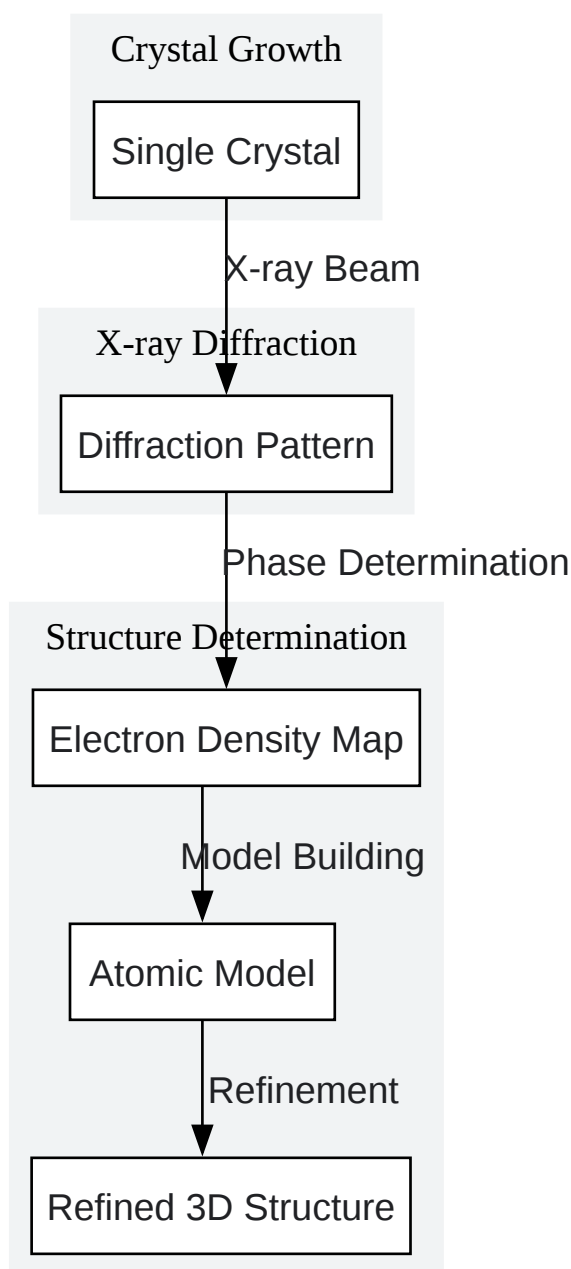 Crystal Growth
Single Crystal
X-ray Beam
X-ray Diffraction
Diffraction Pattern
Phase Determination
Structure Determination
Electron Density Map
Model Building
Atomic Model
Refinement
Refined 3D Structure